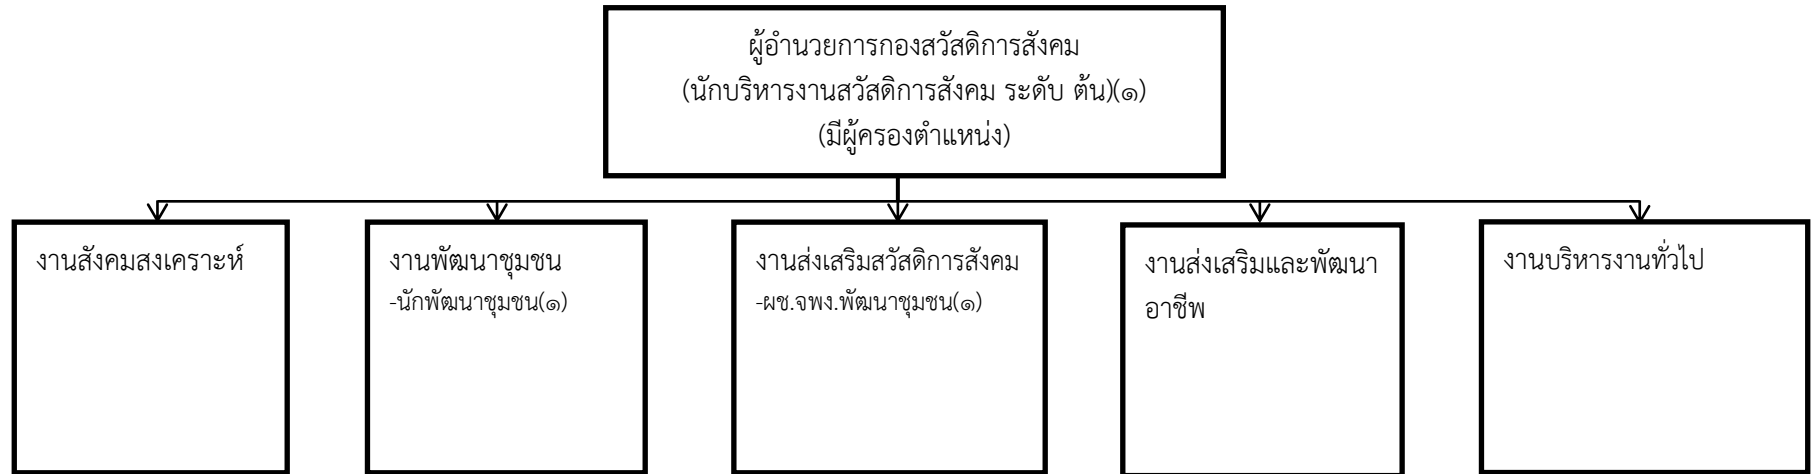 ผู้อำนวยการกองสวัสดิการสังคม
(นักบริหารงานสวัสดิการสังคม ระดับ ต้น)(๑)
(มีผู้ครองตำแหน่ง)
งานสังคมสงเคราะห์
งานพัฒนาชุมชน
-นักพัฒนาชุมชน(๑)
งานส่งเสริมสวัสดิการสังคม
-ผช.จพง.พัฒนาชุมชน(๑)
งานส่งเสริมและพัฒนา
อาชีพ
งานบริหารงานทั่วไป